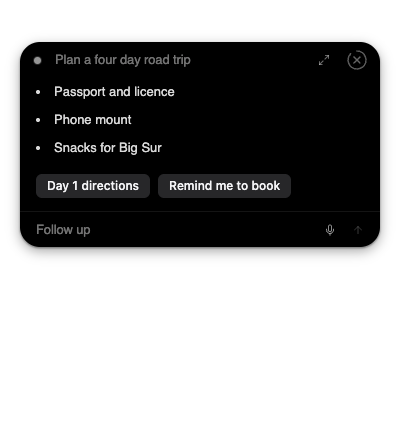 Plan a four day road trip
• Passport and licence
• Phone mount
• Snacks for Big Sur
Day 1 directions Remind me to book
Follow up